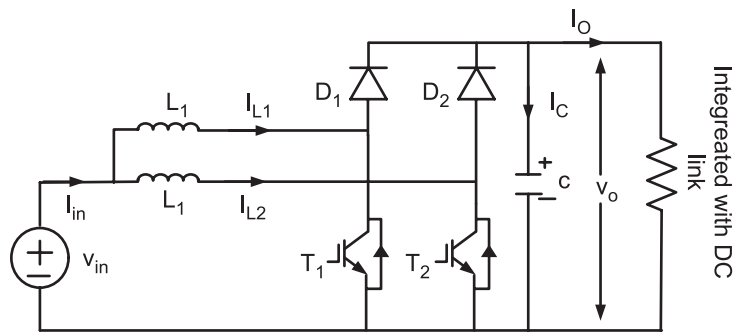 I_O
D_1
D_2
L_1
I_L1
I_C
L_1
I_L2
I_in
+
c
−
v_o
Integreated with DC
link
+
−
v_in
T_1
T_2